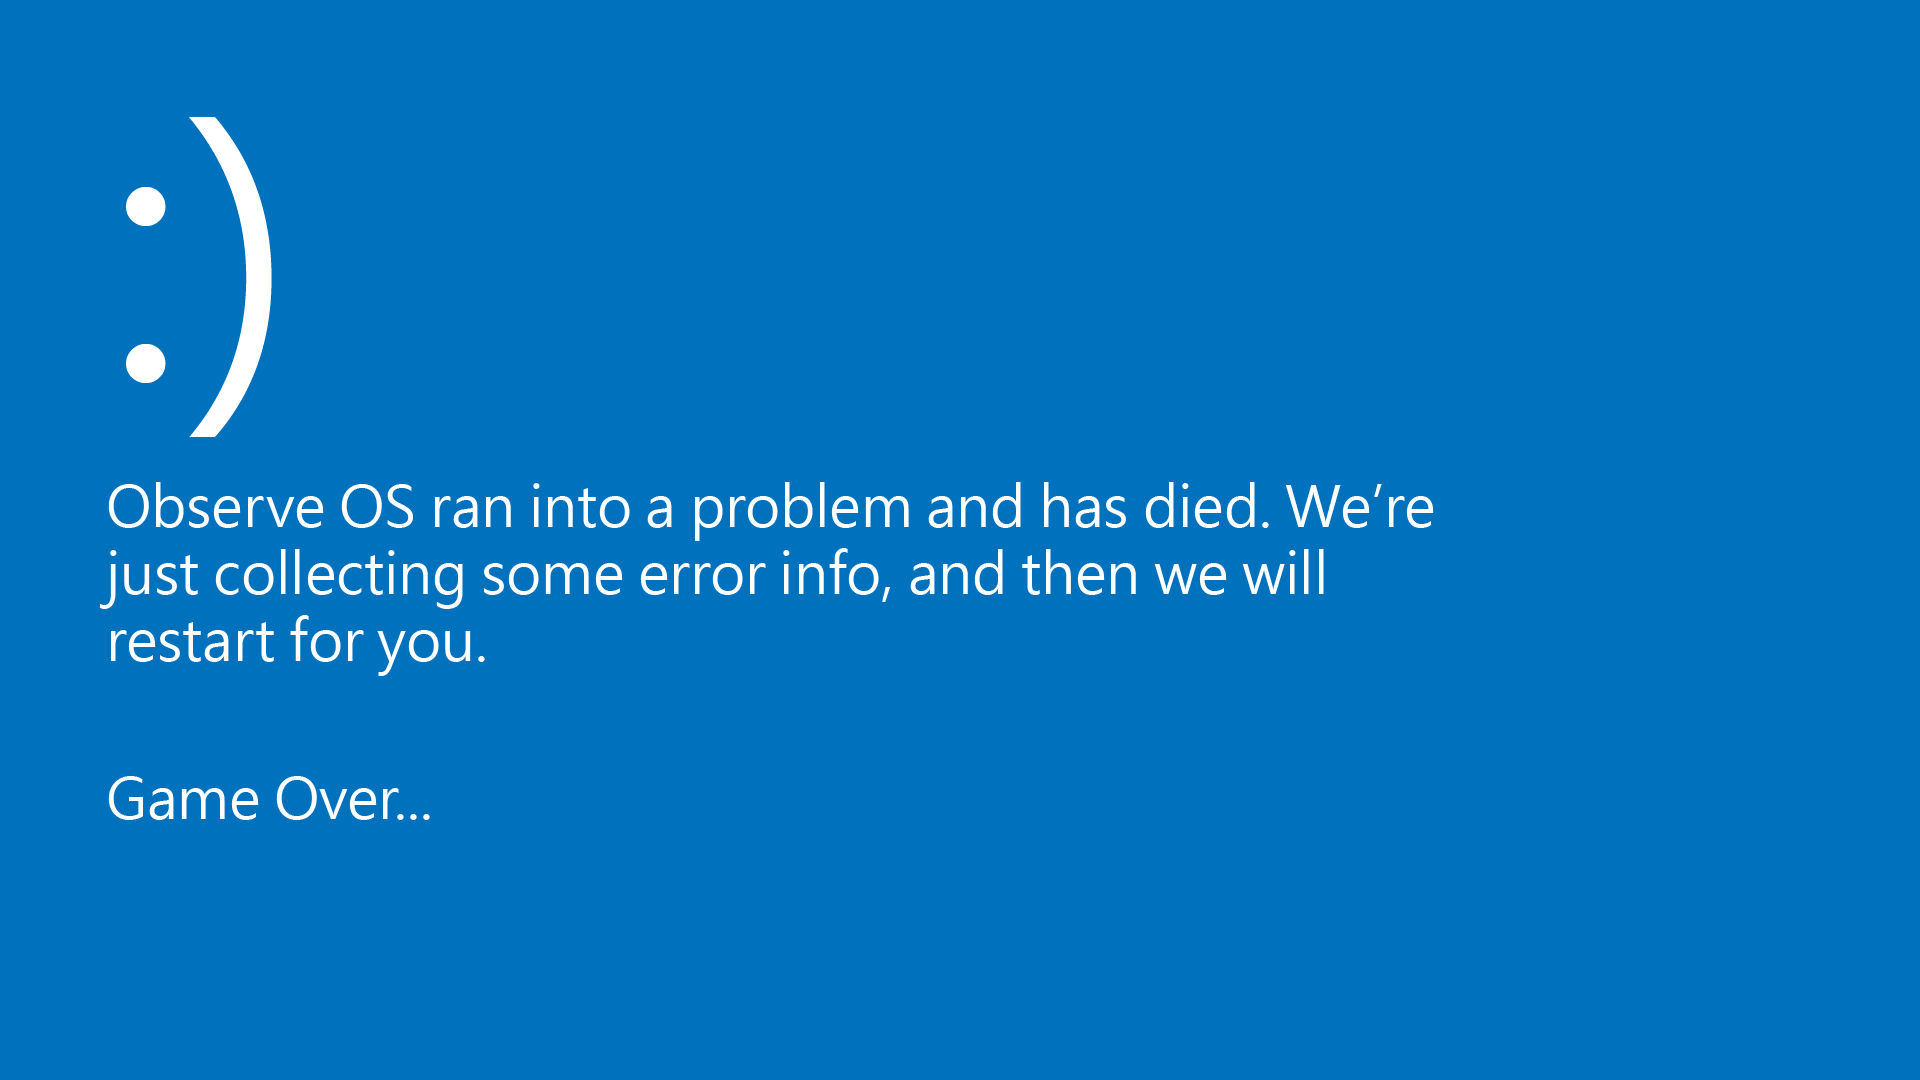 :)
Observe OS ran into a problem and has died. We’re
just collecting some error info, and then we will
restart for you.
Game Over...